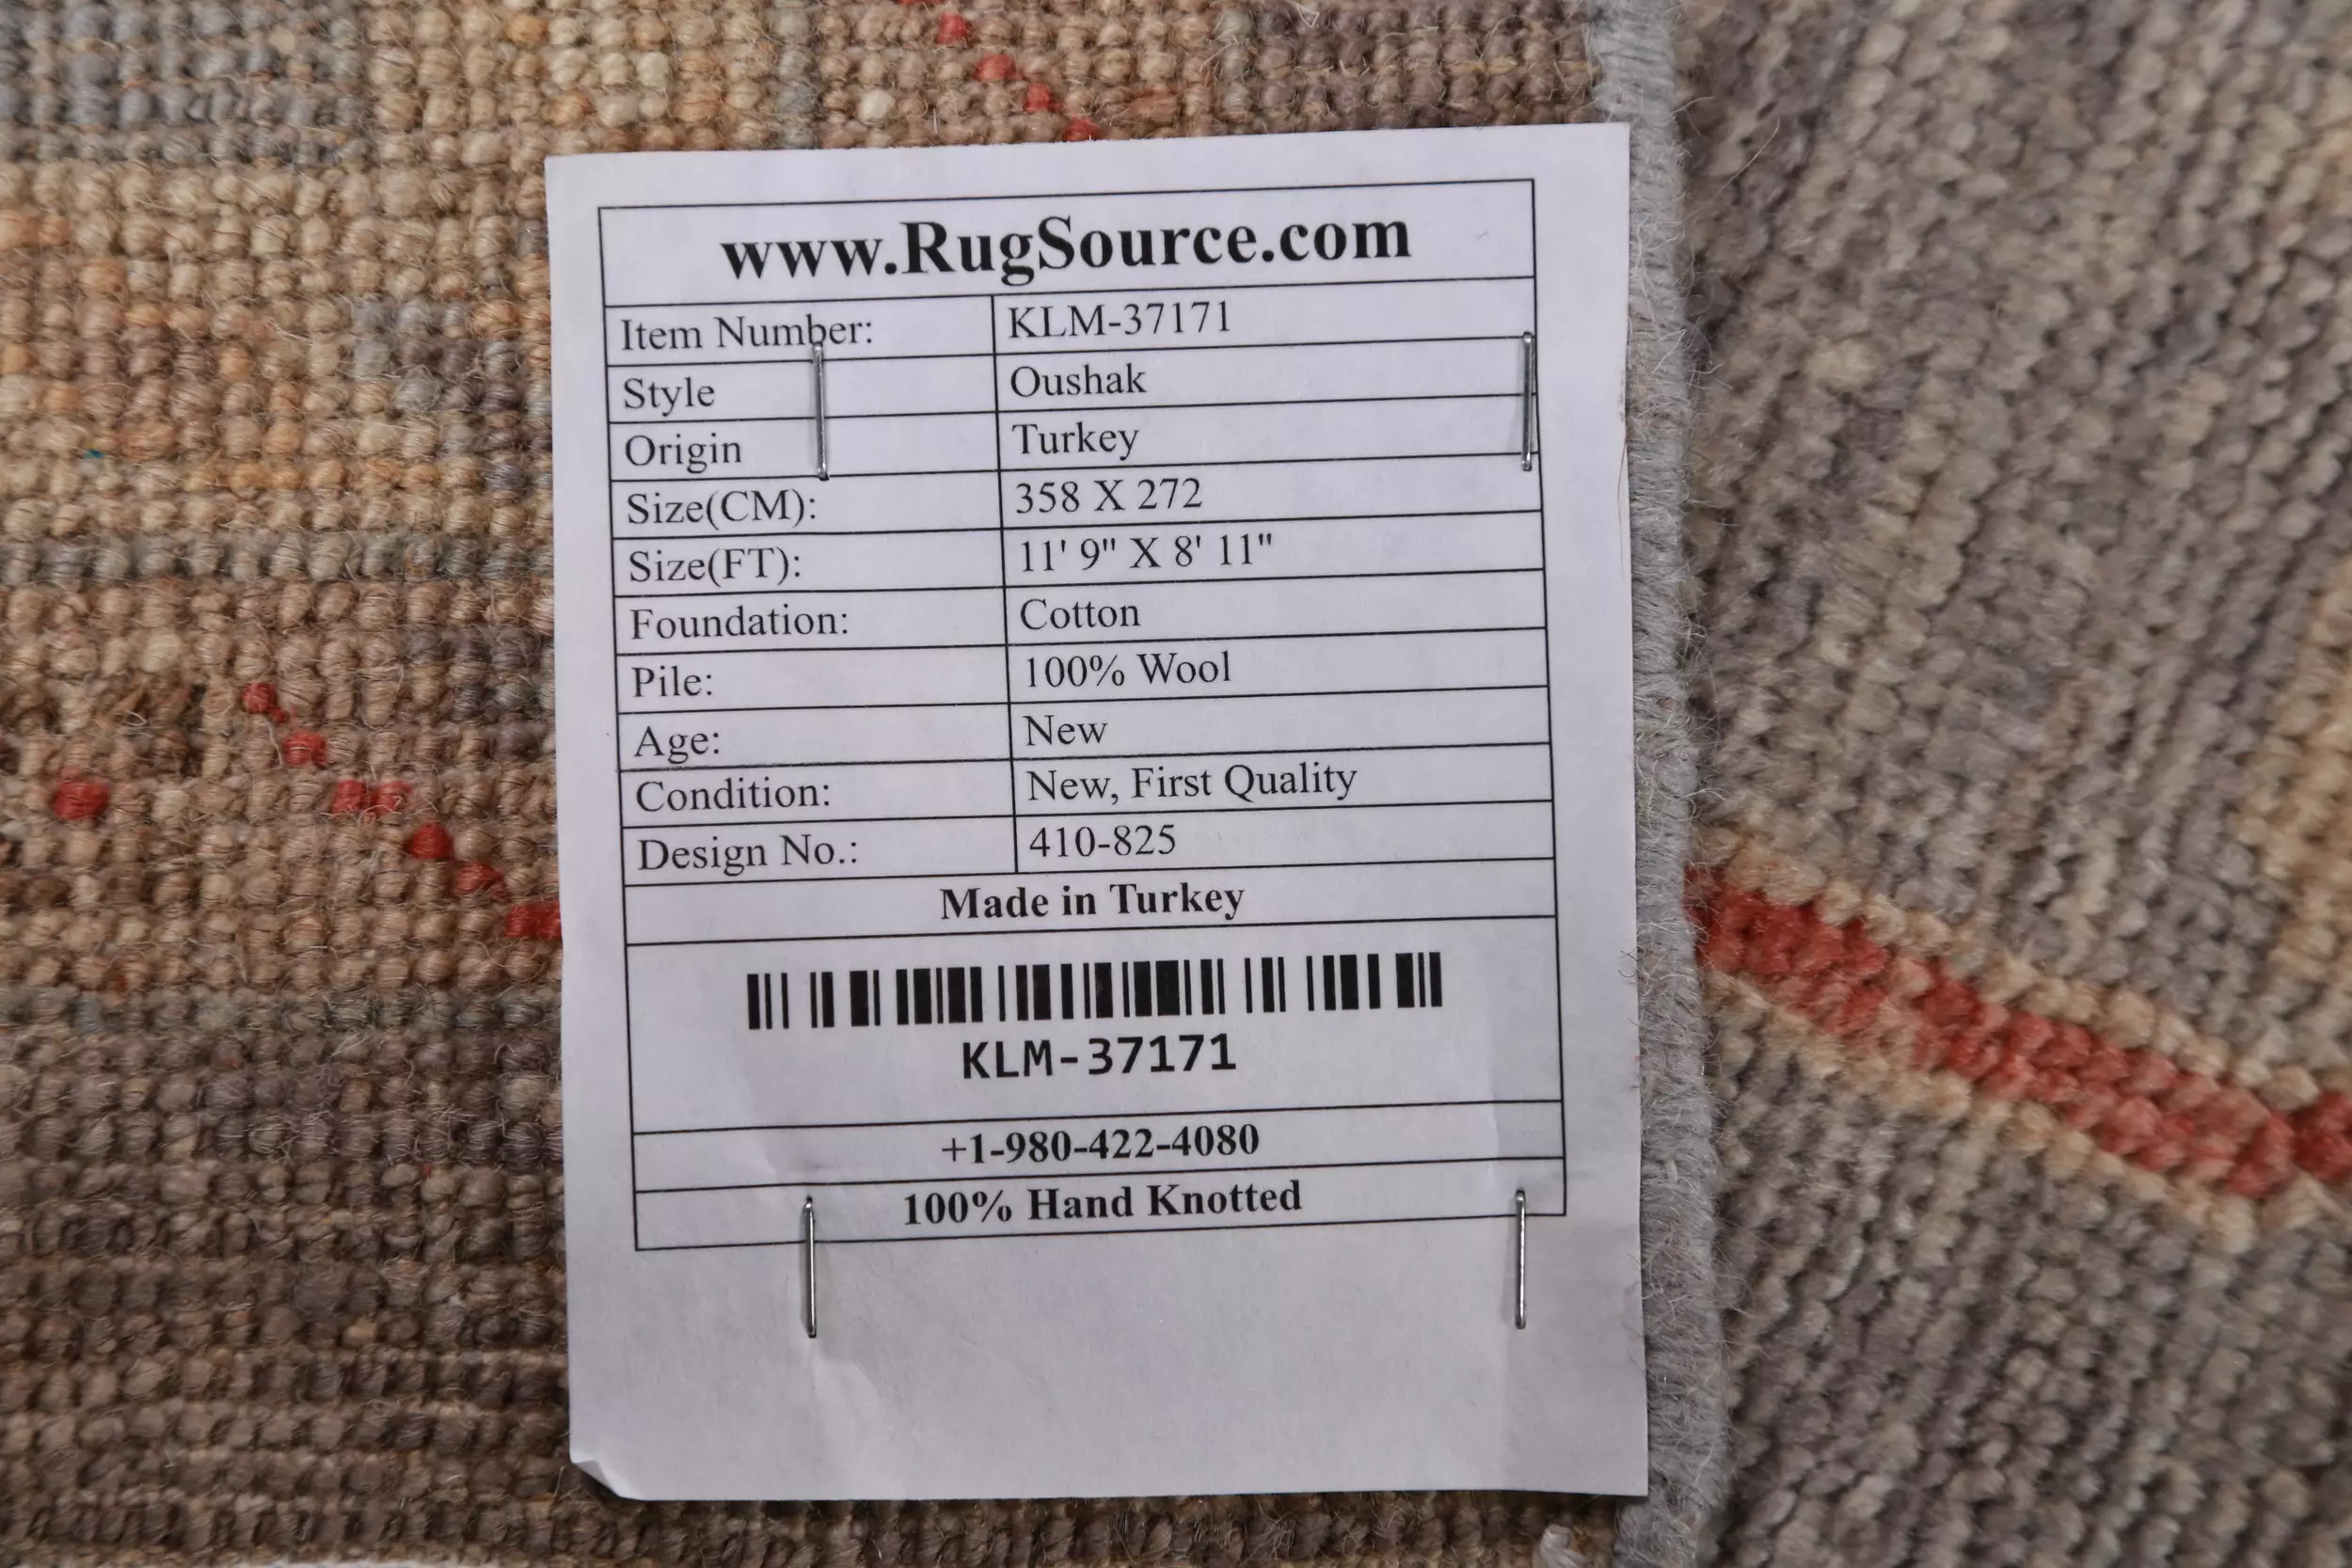 www.RugSource.com
Item Number: KLM-37171
Style Oushak
Origin Turkey
Size(CM): 358 X 272
Size(FT): 11' 9" X 8' 11"
Foundation: Cotton
Pile: 100% Wool
Age: New
Condition: New, First Quality
Design No.: 410-825
Made in Turkey
KLM-37171
+1-980-422-4080
100% Hand Knotted